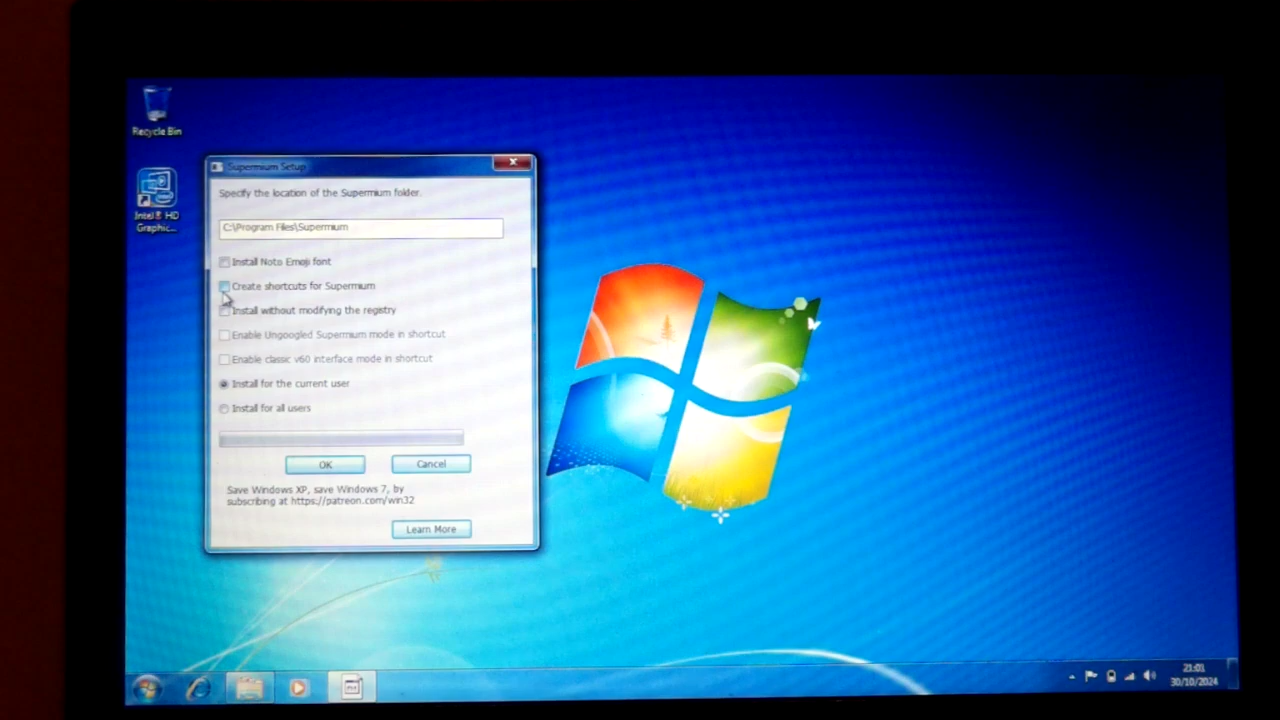 Recycle Bin
Intel® HD
Graphic...
Supermium Setup
Specify the location of the Supermium folder.
C:\Program Files\Supermium
Install Noto Emoji font
Create shortcuts for Supermium
Install without modifying the registry
Enable Ungoogled Supermium mode in shortcut
Enable classic v60 interface mode in shortcut
Install for the current user
Install for all users
OK
Cancel
Save Windows XP, save Windows 7, by
subscribing at https://patreon.com/win32
Learn More
21:01
30/10/2024